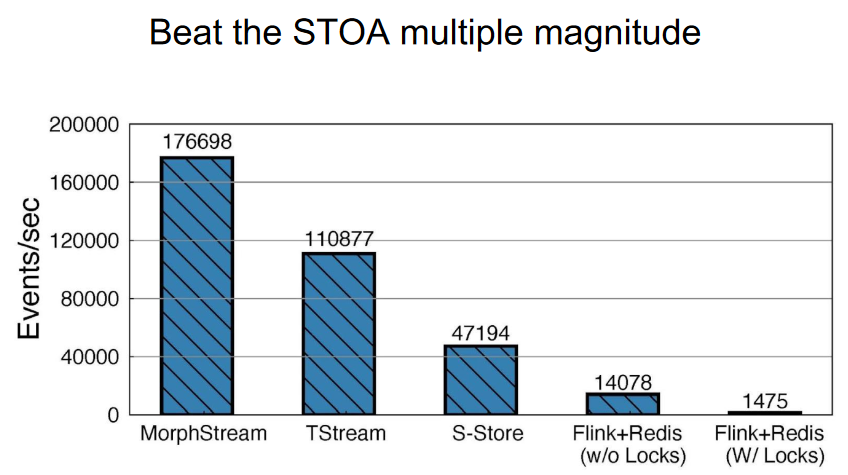 Beat the STOA multiple magnitude
Events/sec
200000
160000
120000
80000
40000
0
176698
110877
47194
14078
1475
MorphStream
TStream
S-Store
Flink+Redis
(w/o Locks)
Flink+Redis
(W/ Locks)